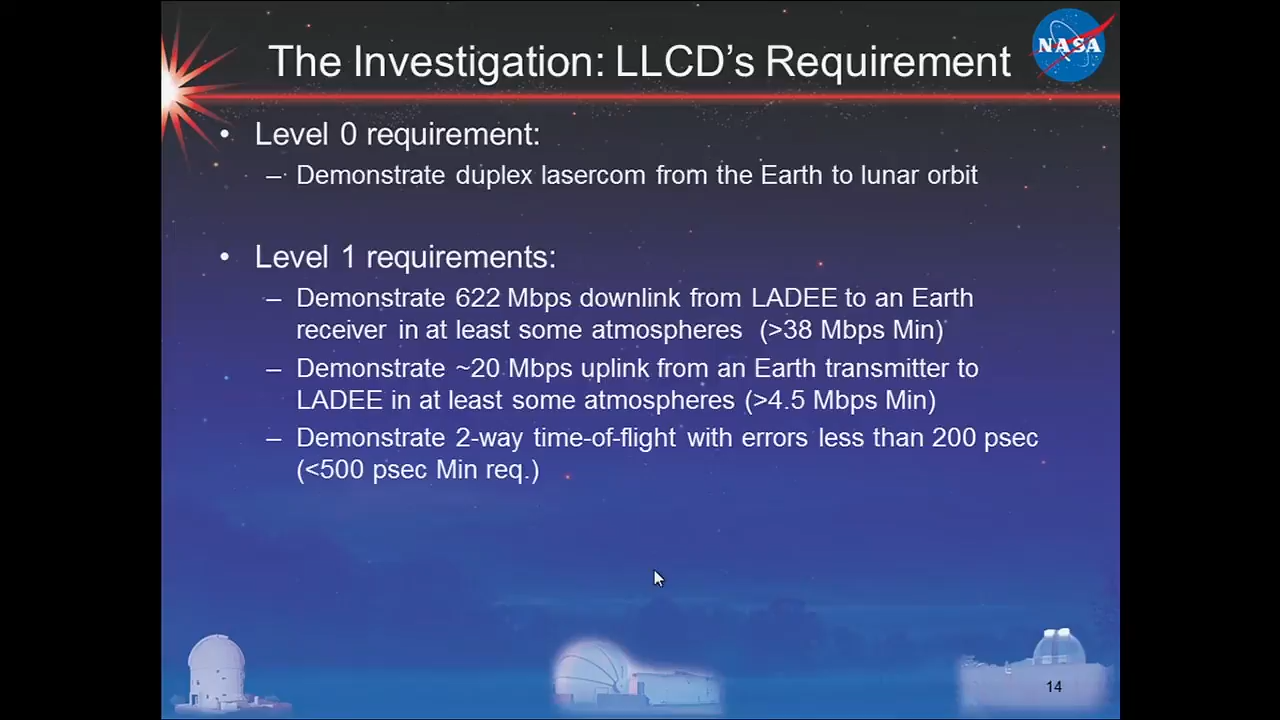 The Investigation: LLCD's Requirement
NASA
• Level 0 requirement:
– Demonstrate duplex lasercom from the Earth to lunar orbit
• Level 1 requirements:
– Demonstrate 622 Mbps downlink from LADEE to an Earth
receiver in at least some atmospheres (>38 Mbps Min)
– Demonstrate ~20 Mbps uplink from an Earth transmitter to
LADEE in at least some atmospheres (>4.5 Mbps Min)
– Demonstrate 2-way time-of-flight with errors less than 200 psec
(<500 psec Min req.)
14